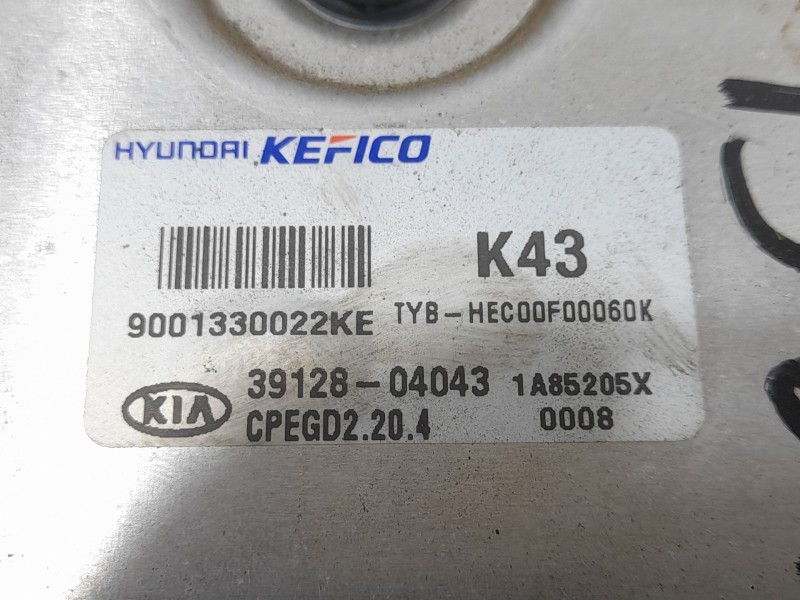 HYUNDAI KEFICO
K43
9001330022KE TYB-HEC00F00060K
KIA 39128-04043 1A85205X
CPEGD2.20.4 0008